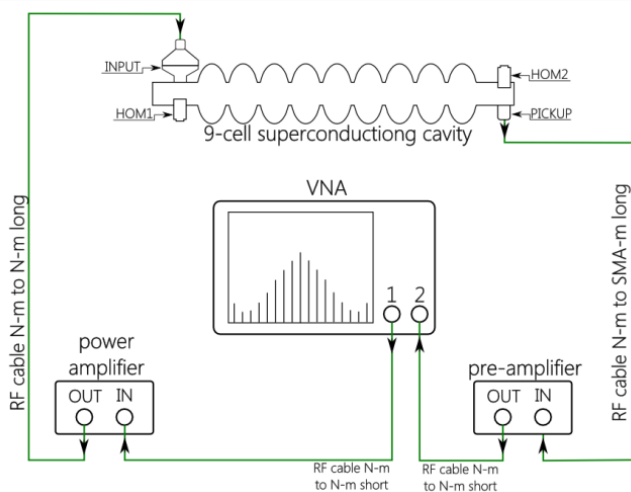 INPUT
HOM2
HOM1
PICKUP
9-cell superconductiong cavity
VNA
1 2
RF cable N-m to N-m long
RF cable N-m to SMA-m long
power
amplifier
OUT IN
pre-amplifier
OUT IN
RF cable N-m
to N-m short
RF cable N-m
to N-m short